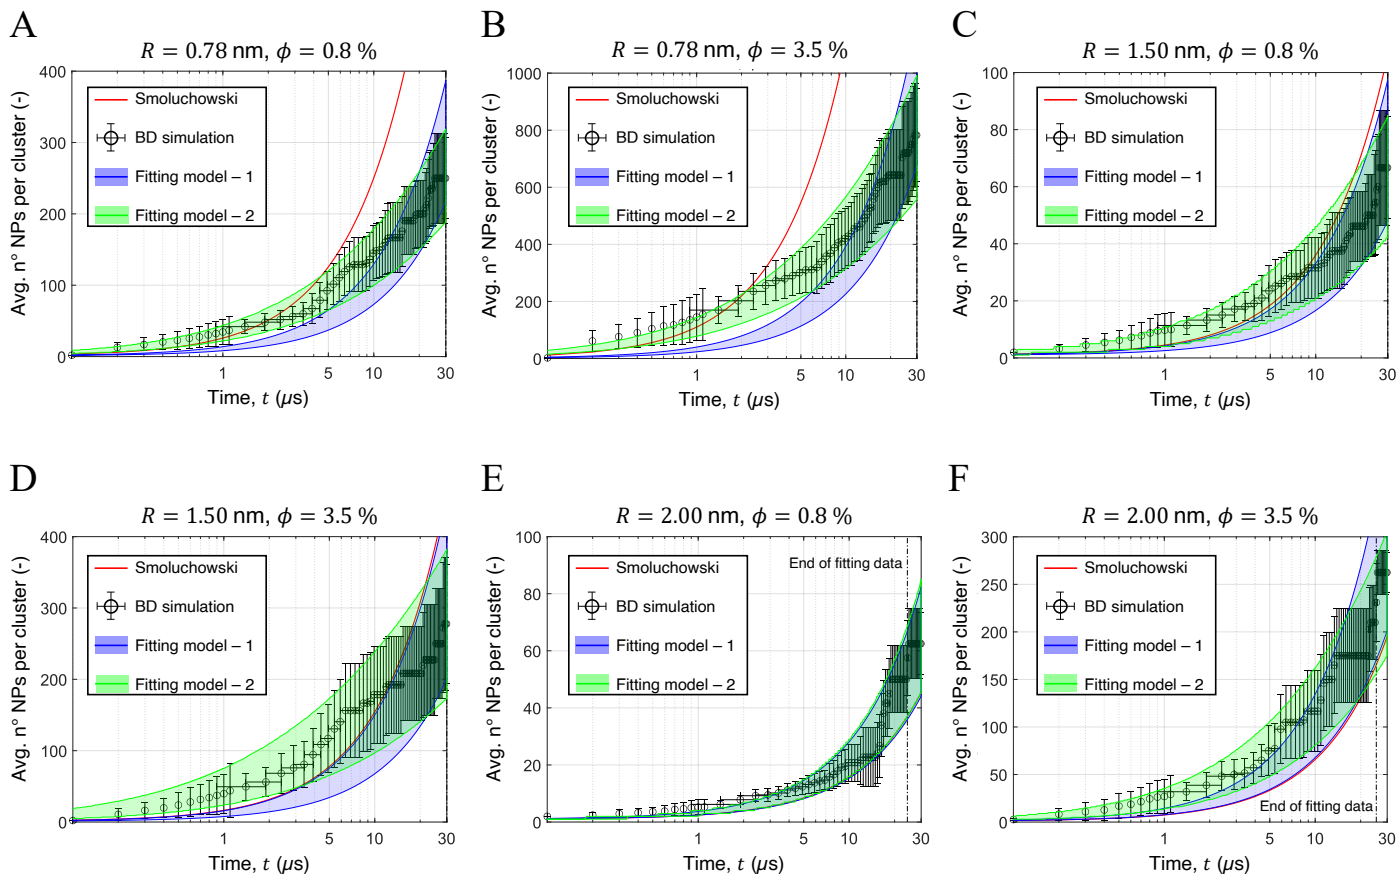 A
R = 0.78 nm, ϕ = 0.8 %
Avg. n° NPs per cluster (-)
400
300
200
100
0
Smoluchowski
BD simulation
Fitting model – 1
Fitting model – 2
1
5
10
30
Time, t (µs)
B
R = 0.78 nm, ϕ = 3.5 %
Avg. n° NPs per cluster (-)
1000
800
600
400
200
0
Smoluchowski
BD simulation
Fitting model – 1
Fitting model – 2
1
5
10
30
Time, t (µs)
C
R = 1.50 nm, ϕ = 0.8 %
Avg. n° NPs per cluster (-)
100
80
60
40
20
0
Smoluchowski
BD simulation
Fitting model – 1
Fitting model – 2
1
5
10
30
Time, t (µs)
D
R = 1.50 nm, ϕ = 3.5 %
Avg. n° NPs per cluster (-)
400
300
200
100
0
Smoluchowski
BD simulation
Fitting model – 1
Fitting model – 2
1
5
10
30
Time, t (µs)
E
R = 2.00 nm, ϕ = 0.8 %
Avg. n° NPs per cluster (-)
100
80
60
40
20
0
Smoluchowski
BD simulation
Fitting model – 1
Fitting model – 2
End of fitting data
1
5
10
30
Time, t (µs)
F
R = 2.00 nm, ϕ = 3.5 %
Avg. n° NPs per cluster (-)
300
250
200
150
100
50
0
Smoluchowski
BD simulation
Fitting model – 1
Fitting model – 2
End of fitting data
1
5
10
30
Time, t (µs)